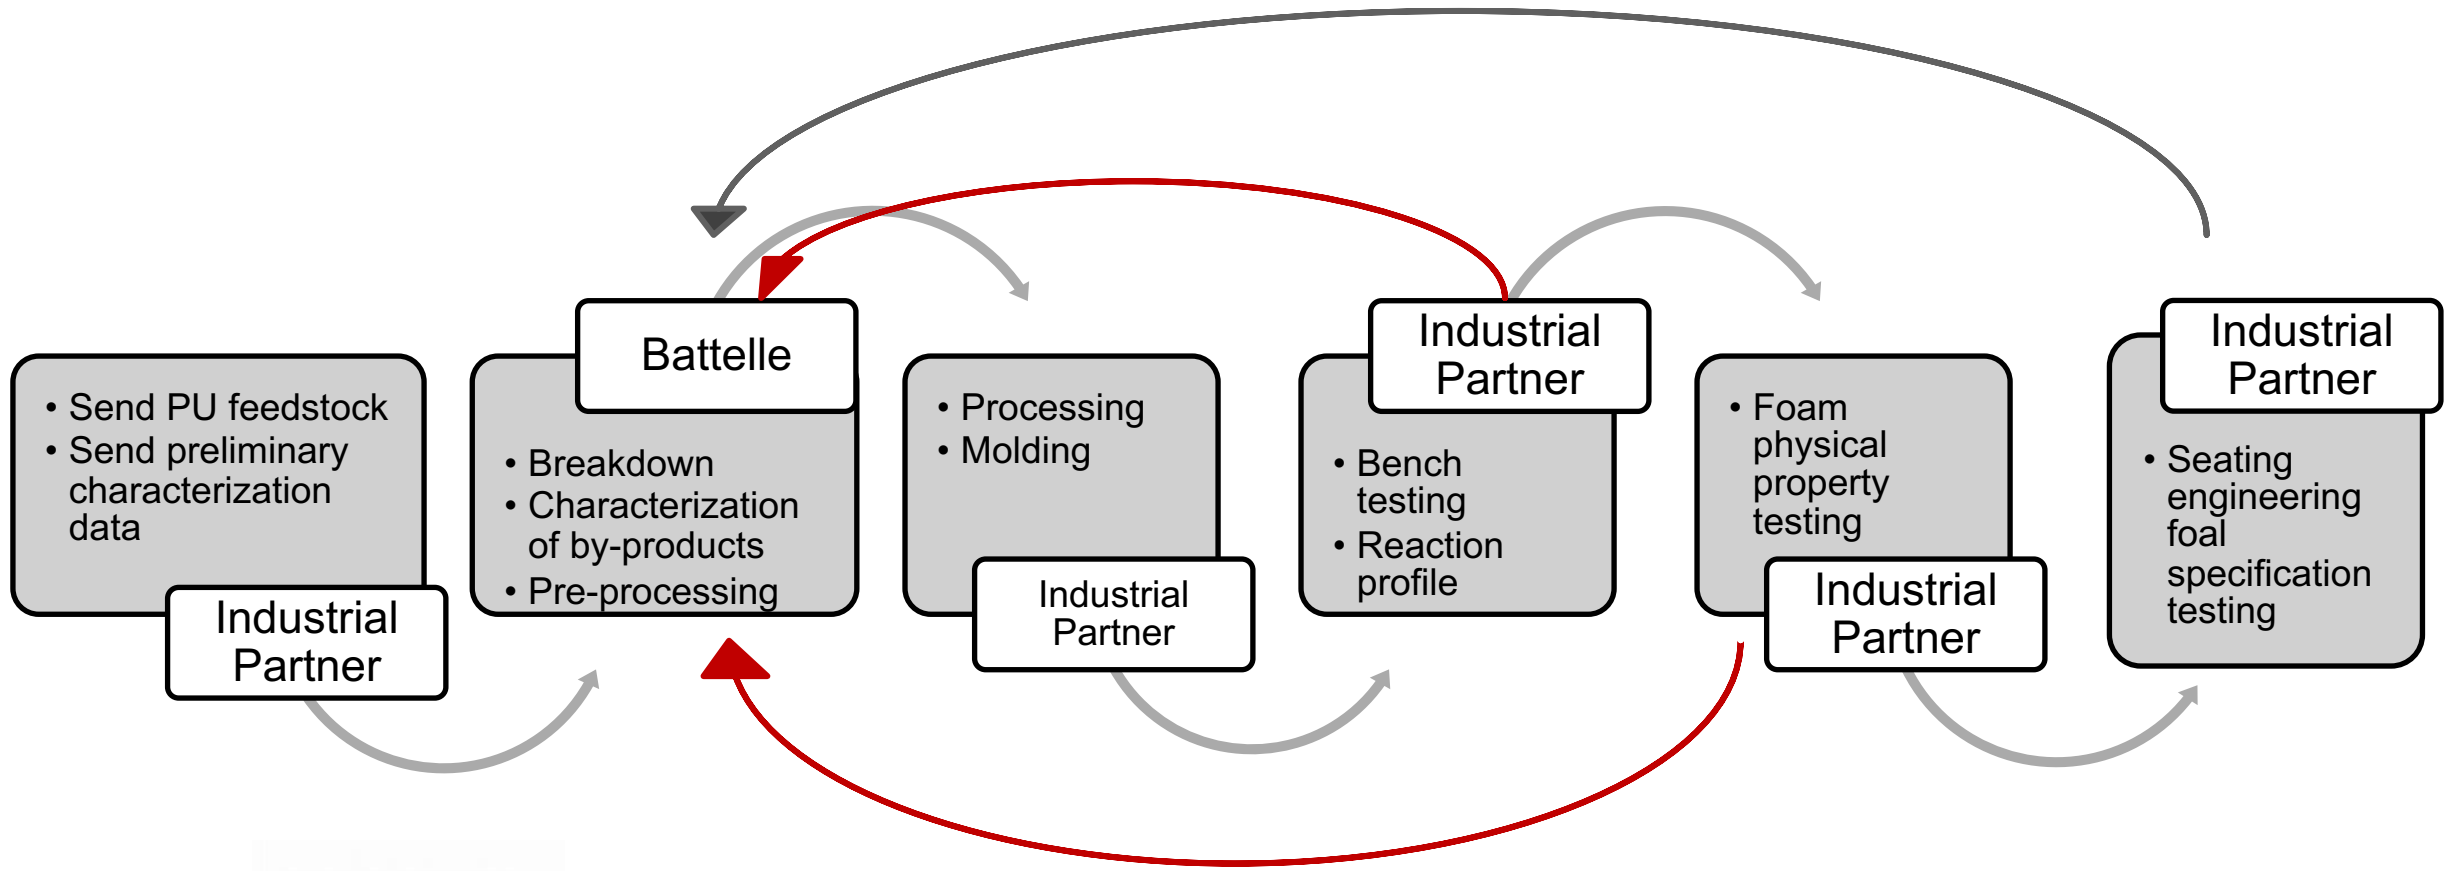 • Send PU feedstock
• Send preliminary
characterization
data
Industrial
Partner
Battelle
• Breakdown
• Characterization
of by-products
• Pre-processing
• Processing
• Molding
Industrial
Partner
Industrial
Partner
• Bench
testing
• Reaction
profile
• Foam
physical
property
testing
Industrial
Partner
Industrial
Partner
• Seating
engineering
foal
specification
testing